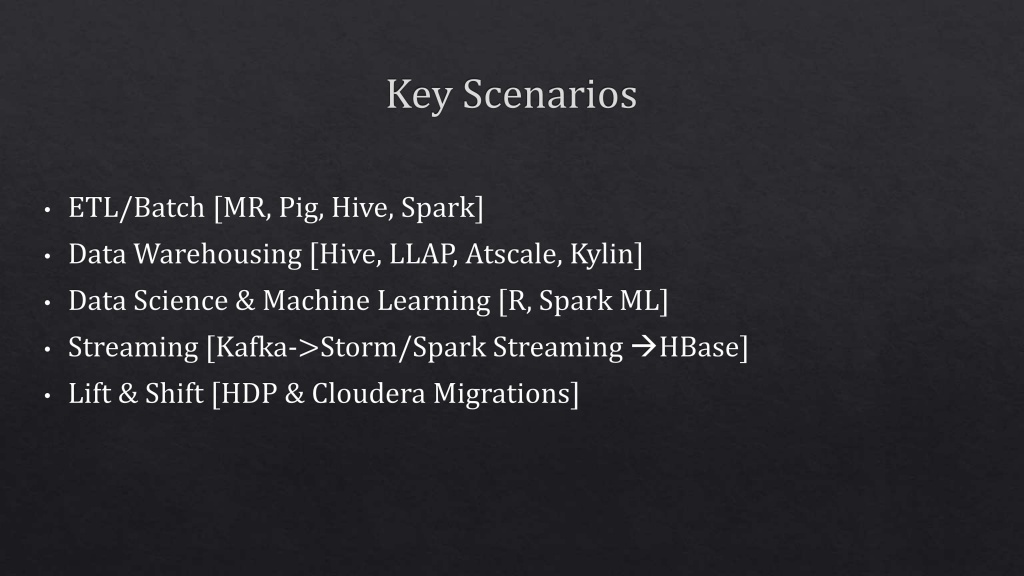 Key Scenarios
• ETL/Batch [MR, Pig, Hive, Spark]
• Data Warehousing [Hive, LLAP, Atscale, Kylin]
• Data Science & Machine Learning [R, Spark ML]
• Streaming [Kafka->Storm/Spark Streaming →HBase]
• Lift & Shift [HDP & Cloudera Migrations]